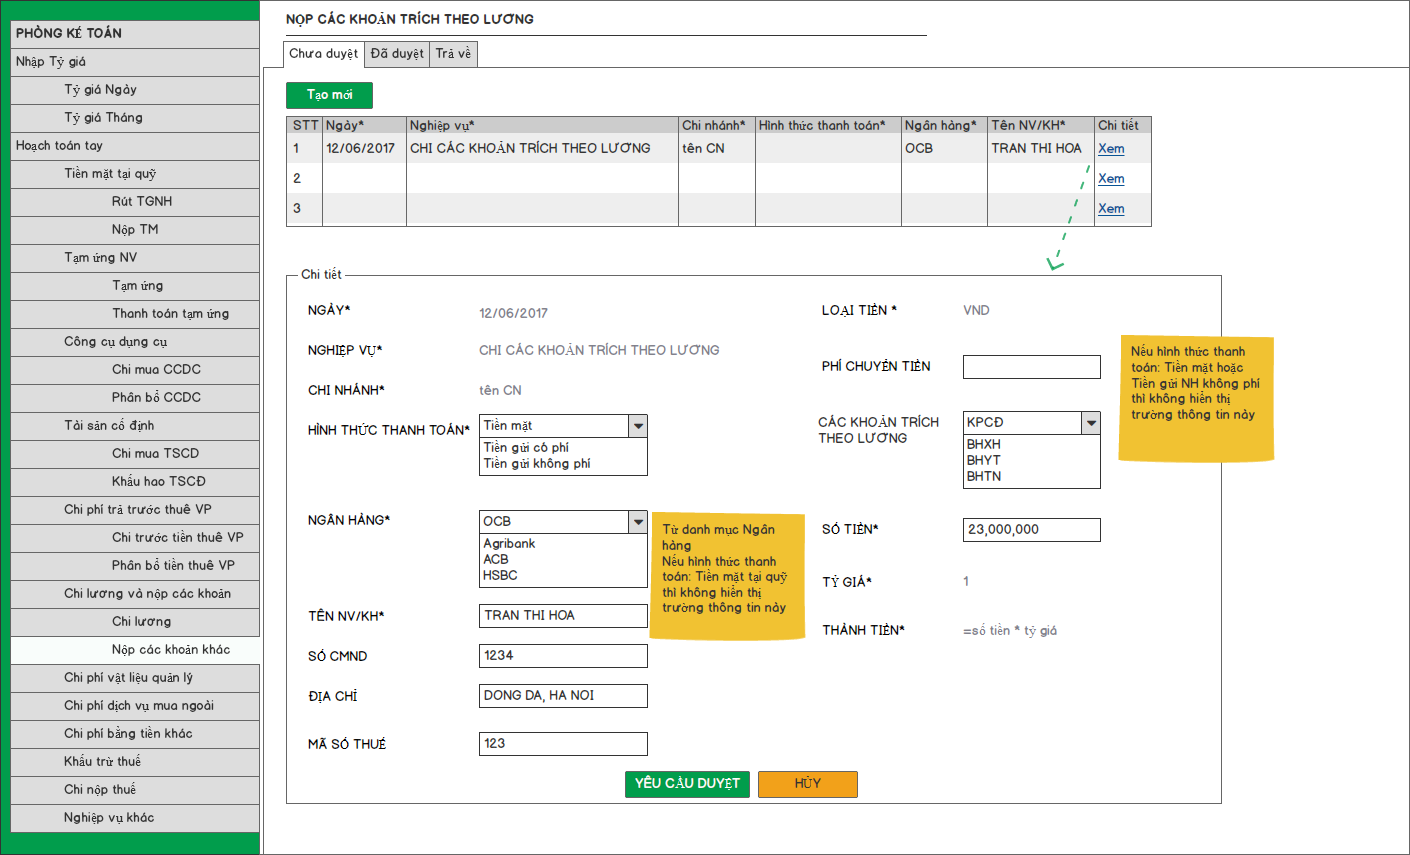 PHÒNG KẾ TOÁN
Nhập Tỷ giá
Tỷ giá Ngày
Tỷ giá Tháng
Hoạch toán tay
Tiền mặt tại quỹ
Rút TGNH
Nộp TM
Tạm ứng NV
Tạm ứng
Thanh toán tạm ứng
Công cụ dụng cụ
Chi mua CCDC
Phân bổ CCDC
Tài sản cố định
Chi mua TSCD
Khấu hao TSCĐ
Chi phí trả trước thuê VP
Chi trước tiền thuê VP
Phân bổ tiền thuê VP
Chi lương và nộp các khoản
Chi lương
Nộp các khoản khác
Chi phí vật liệu quản lý
Chi phí dịch vụ mua ngoài
Chi phí bằng tiền khác
Khấu trừ thuế
Chi nộp thuế
Nghiệp vụ khác
NỘP CÁC KHOẢN TRÍCH THEO LƯƠNG
Chưa duyệt Đã duyệt Trả về
Tạo mới
STT Ngày* Nghiệp vụ* Chi nhánh* Hình thức thanh toán* Ngân hàng* Tên NV/KH* Chi tiết
1 12/06/2017 CHI CÁC KHOẢN TRÍCH THEO LƯƠNG tên CN OCB TRAN THI HOA Xem
2 Xem
3 Xem
Chi tiết
NGÀY* 12/06/2017
NGHIỆP VỤ* CHI CÁC KHOẢN TRÍCH THEO LƯƠNG
CHI NHÁNH* tên CN
HÌNH THỨC THANH TOÁN* Tiền mặt
Tiền gửi có phí
Tiền gửi không phí
NGÂN HÀNG* OCB
Agribank
ACB
HSBC
Từ danh mục Ngân
hàng
Nếu hình thức thanh
toán: Tiền mặt tại quỹ
thì không hiển thị
trường thông tin này
TÊN NV/KH* TRAN THI HOA
SỐ CMND 1234
ĐỊA CHỈ DONG DA, HA NOI
MÃ SỐ THUẾ 123
LOẠI TIỀN * VND
PHÍ CHUYỂN TIỀN
Nếu hình thức thanh
toán: Tiền mặt hoặc
Tiền gửi NH không phí
thì không hiển thị
trường thông tin này
CÁC KHOẢN TRÍCH
THEO LƯƠNG
KPCĐ
BHXH
BHYT
BHTN
SỐ TIỀN* 23,000,000
TỶ GIÁ* 1
THÀNH TIỀN* =số tiền * tỷ giá
YÊU CẦU DUYỆT HỦY